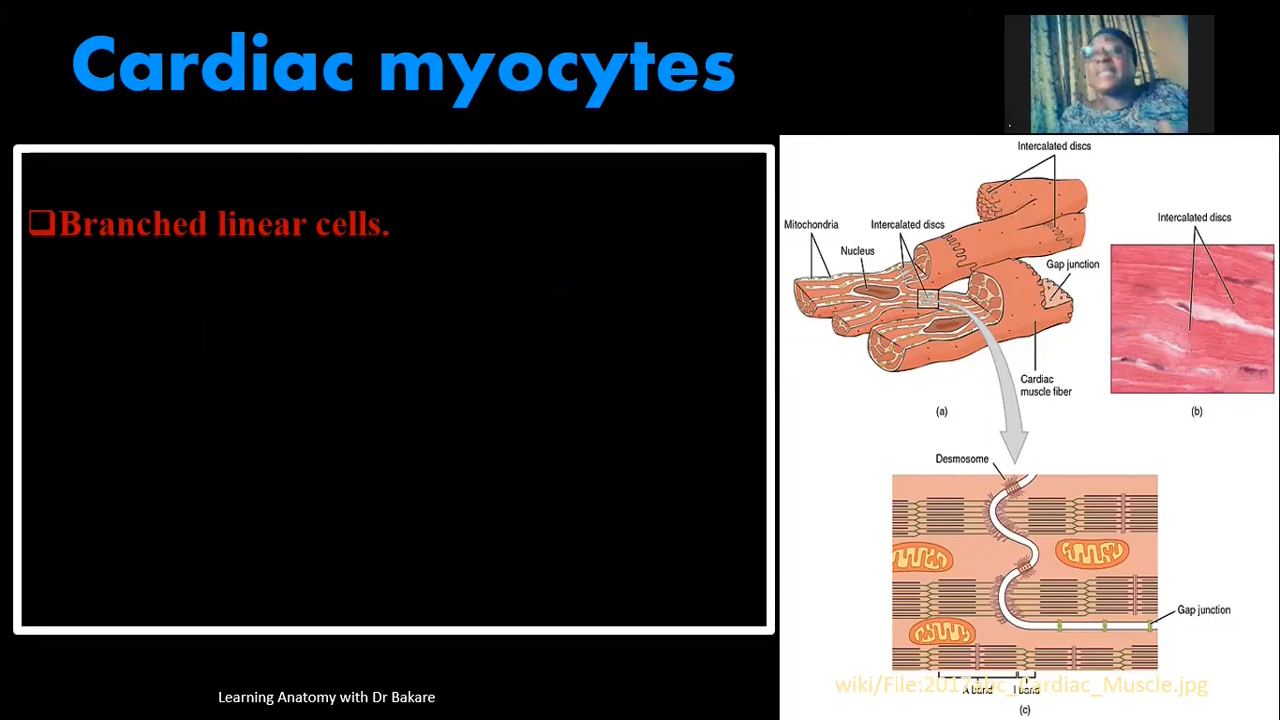 Cardiac myocytes
❑Branched linear cells.
Intercalated discs
Mitochondria
Intercalated discs
Nucleus
Gap junction
Cardiac
muscle fiber
(a)
Intercalated discs
(b)
Desmosome
Gap junction
wiki/File:2017abc_Cardiac_Muscle.jpg
A band
I band
(c)
Learning Anatomy with Dr Bakare